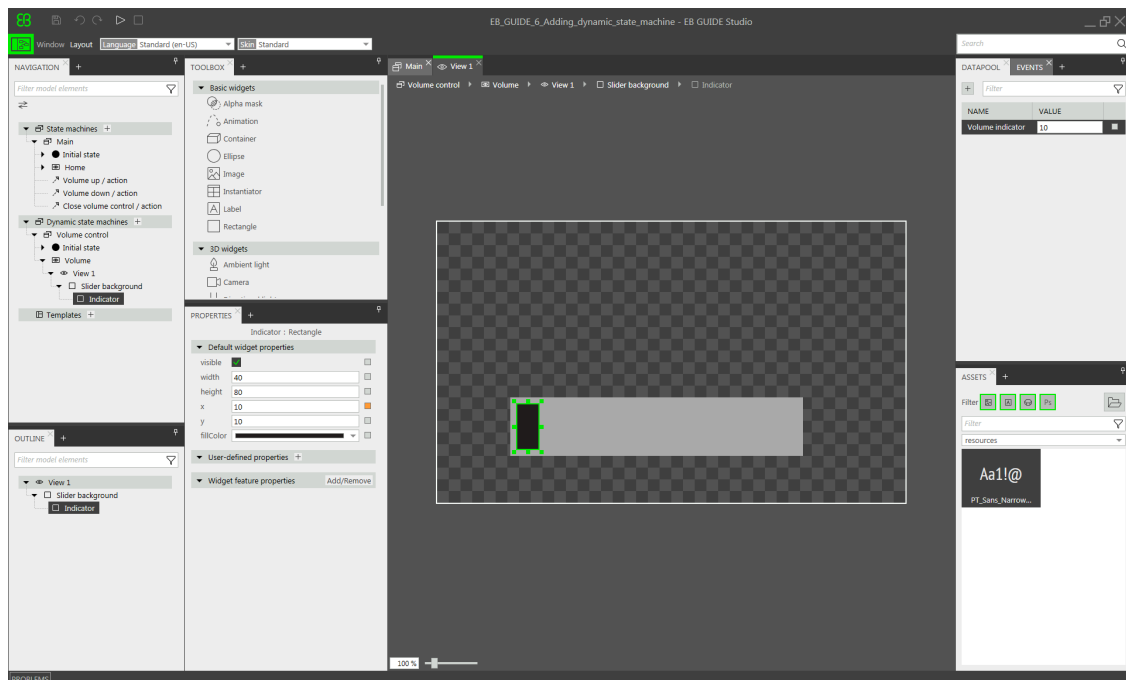 EB EB_GUIDE_6_Adding_dynamic_state_machine - EB GUIDE Studio
Window Layout Language Standard (en-US) Skin Standard Search
NAVIGATION
Filter model elements
State machines
Main
Initial state
Home
Volume up / action
Volume down / action
Close volume control / action
Dynamic state machines
Volume control
Initial state
Volume
View 1
Slider background
Indicator
Templates
OUTLINE
Filter model elements
View 1
Slider background
Indicator
TOOLBOX
Basic widgets
Alpha mask
Animation
Container
Ellipse
Image
Instantiator
Label
Rectangle
3D widgets
Ambient light
Camera
PROPERTIES
Indicator : Rectangle
Default widget properties
visible
width 40
height 80
x 10
y 10
fillColor
User-defined properties
Widget feature properties Add/Remove
Main View 1
Volume control Volume View 1 Slider background Indicator
100 %
DATAPOOL EVENTS
Filter
NAME VALUE
Volume indicator 10
ASSETS
Filter Ps
Filter
resources
Aa1!@
PT_Sans_Narrow...
PROBLEMS